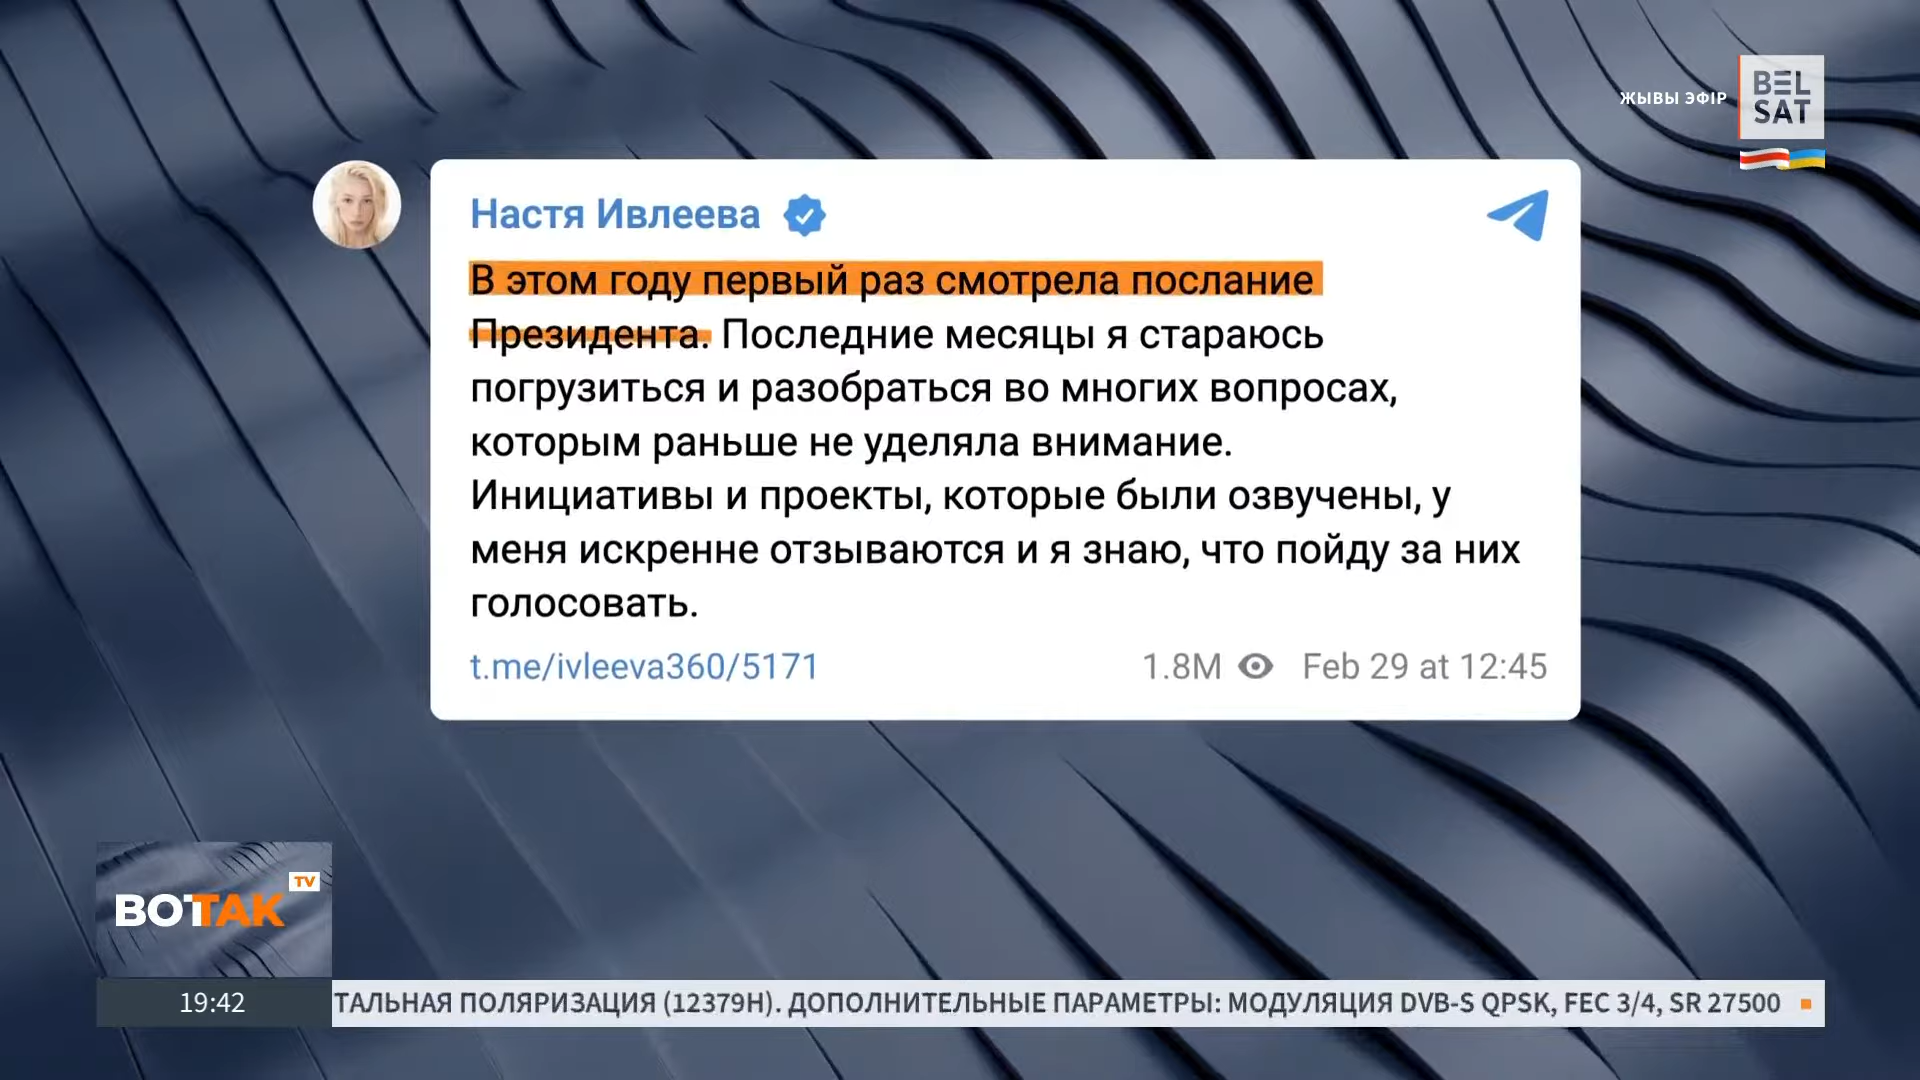 ЖЫВЫ ЭФІР
BEL
SAT
Настя Ивлеева
В этом году первый раз смотрела послание
Президента. Последние месяцы я стараюсь
погрузиться и разобраться во многих вопросах,
которым раньше не уделяла внимание.
Инициативы и проекты, которые были озвучены, у
меня искренне отзываются и я знаю, что пойду за них
голосовать.
t.me/ivleeva360/5171
1.8M Feb 29 at 12:45
ВОТТАК TV
19:42
ТАЛЬНАЯ ПОЛЯРИЗАЦИЯ (12379H). ДОПОЛНИТЕЛЬНЫЕ ПАРАМЕТРЫ: МОДУЛЯЦИЯ DVB-S QPSK, FEC 3/4, SR 27500